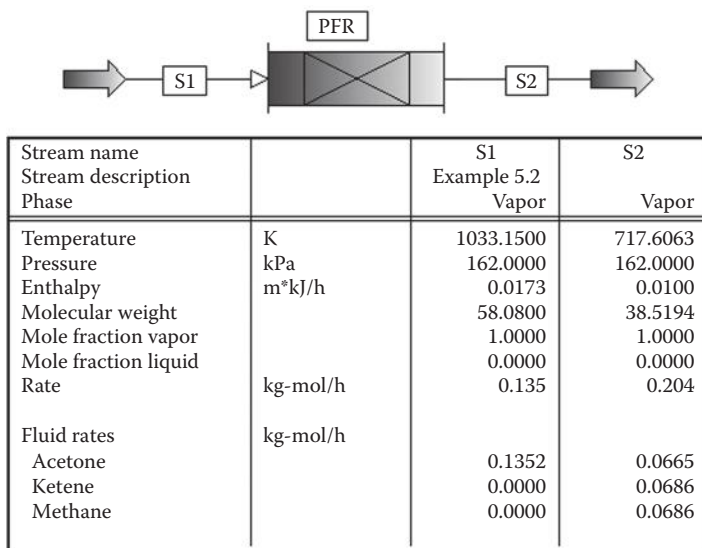 PFR
S1 S2
Stream name S1 S2
Stream description Example 5.2
Phase Vapor Vapor
Temperature K 1033.1500 717.6063
Pressure kPa 162.0000 162.0000
Enthalpy m*kJ/h 0.0173 0.0100
Molecular weight 58.0800 38.5194
Mole fraction vapor 1.0000 1.0000
Mole fraction liquid 0.0000 0.0000
Rate kg-mol/h 0.135 0.204
Fluid rates kg-mol/h
Acetone 0.1352 0.0665
Ketene 0.0000 0.0686
Methane 0.0000 0.0686